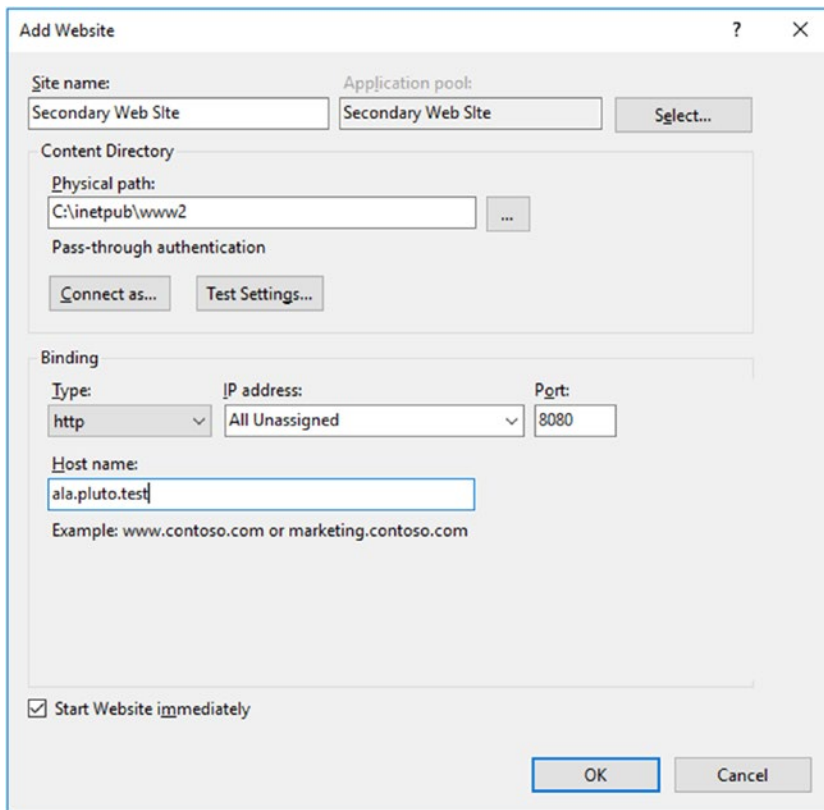 Add Website ? ×
Site name: Application pool:
Secondary Web SIte Secondary Web SIte Select...
Content Directory
Physical path:
C:\inetpub\www2 ...
Pass-through authentication
Connect as... Test Settings...
Binding
Type: IP address: Port:
http All Unassigned 8080
Host name:
ala.pluto.test
Example: www.contoso.com or marketing.contoso.com
Start Website immediately
OK Cancel